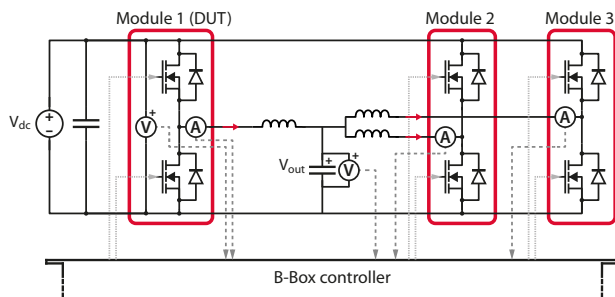 Module 1 (DUT)
Module 2
Module 3
Vdc
+
−
V
+
A
A
A
Vout
+
V
+
B-Box controller